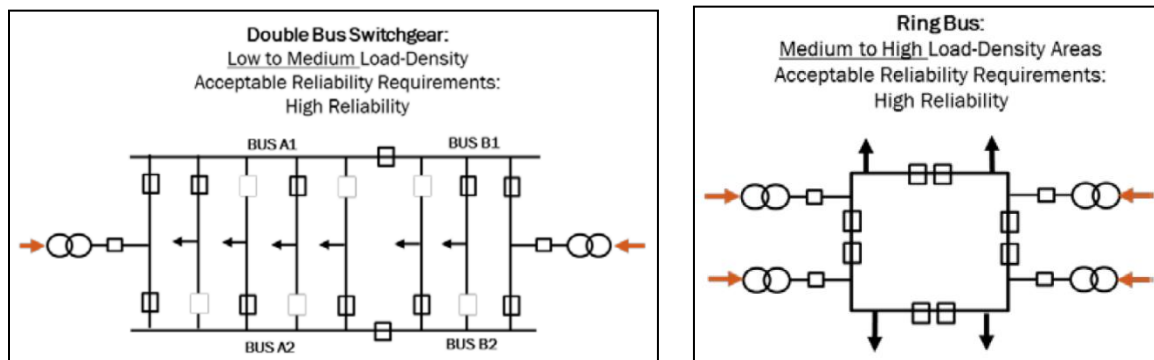 Double Bus Switchgear:
Low to Medium Load-Density
Acceptable Reliability Requirements:
High Reliability
BUS A1
BUS B1
BUS A2
BUS B2
Ring Bus:
Medium to High Load-Density Areas
Acceptable Reliability Requirements:
High Reliability